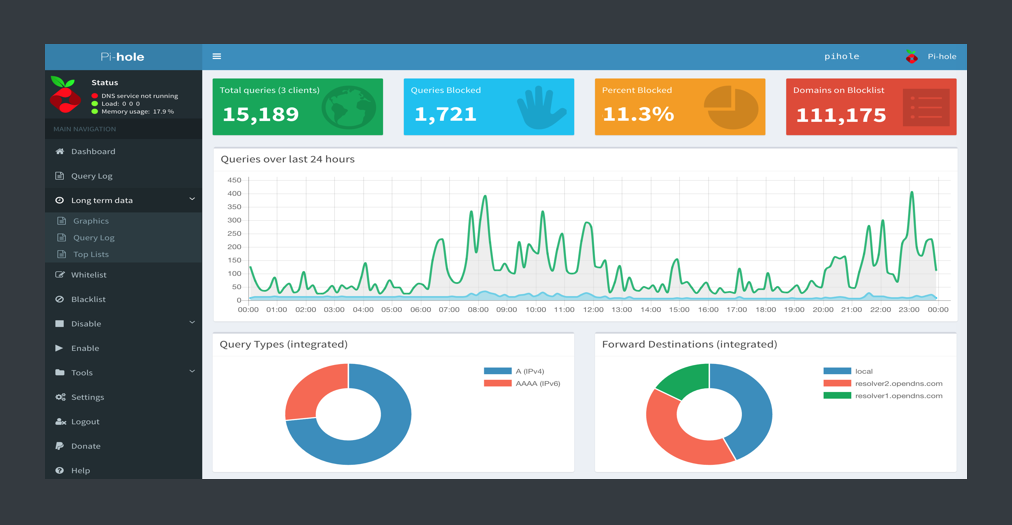 Pi-hole
pihole
Pi-hole
Status
DNS service not running
Load: 0 0 0
Memory usage: 17.9 %
MAIN NAVIGATION
Dashboard
Query Log
Long term data
Graphics
Query Log
Top Lists
Whitelist
Blacklist
Disable
Enable
Tools
Settings
Logout
Donate
Help
Total queries (3 clients)
15,189
Queries Blocked
1,721
Percent Blocked
11.3%
Domains on Blocklist
111,175
Queries over last 24 hours
450
400
350
300
250
200
150
100
50
0
00:00 01:00 02:00 03:00 04:00 05:00 06:00 07:00 08:00 09:00 10:00 11:00 12:00 13:00 14:00 15:00 16:00 17:00 18:00 19:00 20:00 21:00 22:00 23:00 00:00
Query Types (integrated)
A (IPv4)
AAAA (IPv6)
Forward Destinations (integrated)
local
resolver2.opendns.com
resolver1.opendns.com